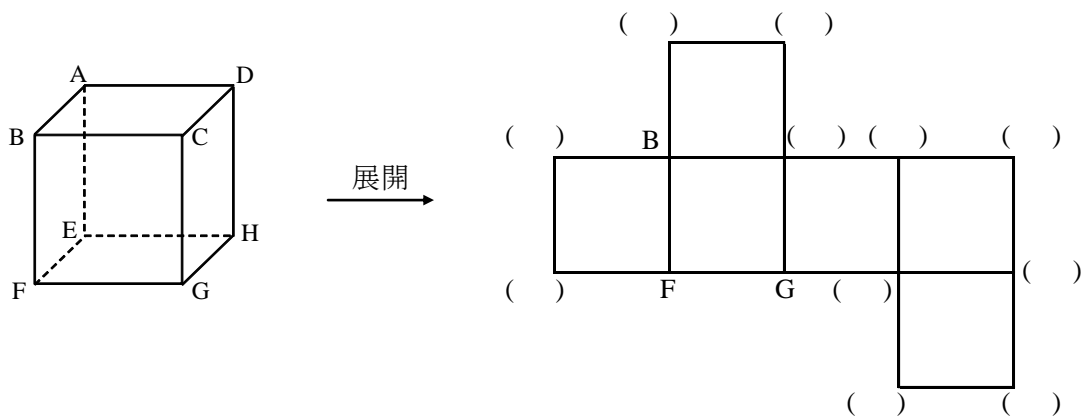 (　) (　)
A D
B C
(　) B (　) (　) (　)
展開
E H
F G
(　) F G (　) (　)
(　) (　)